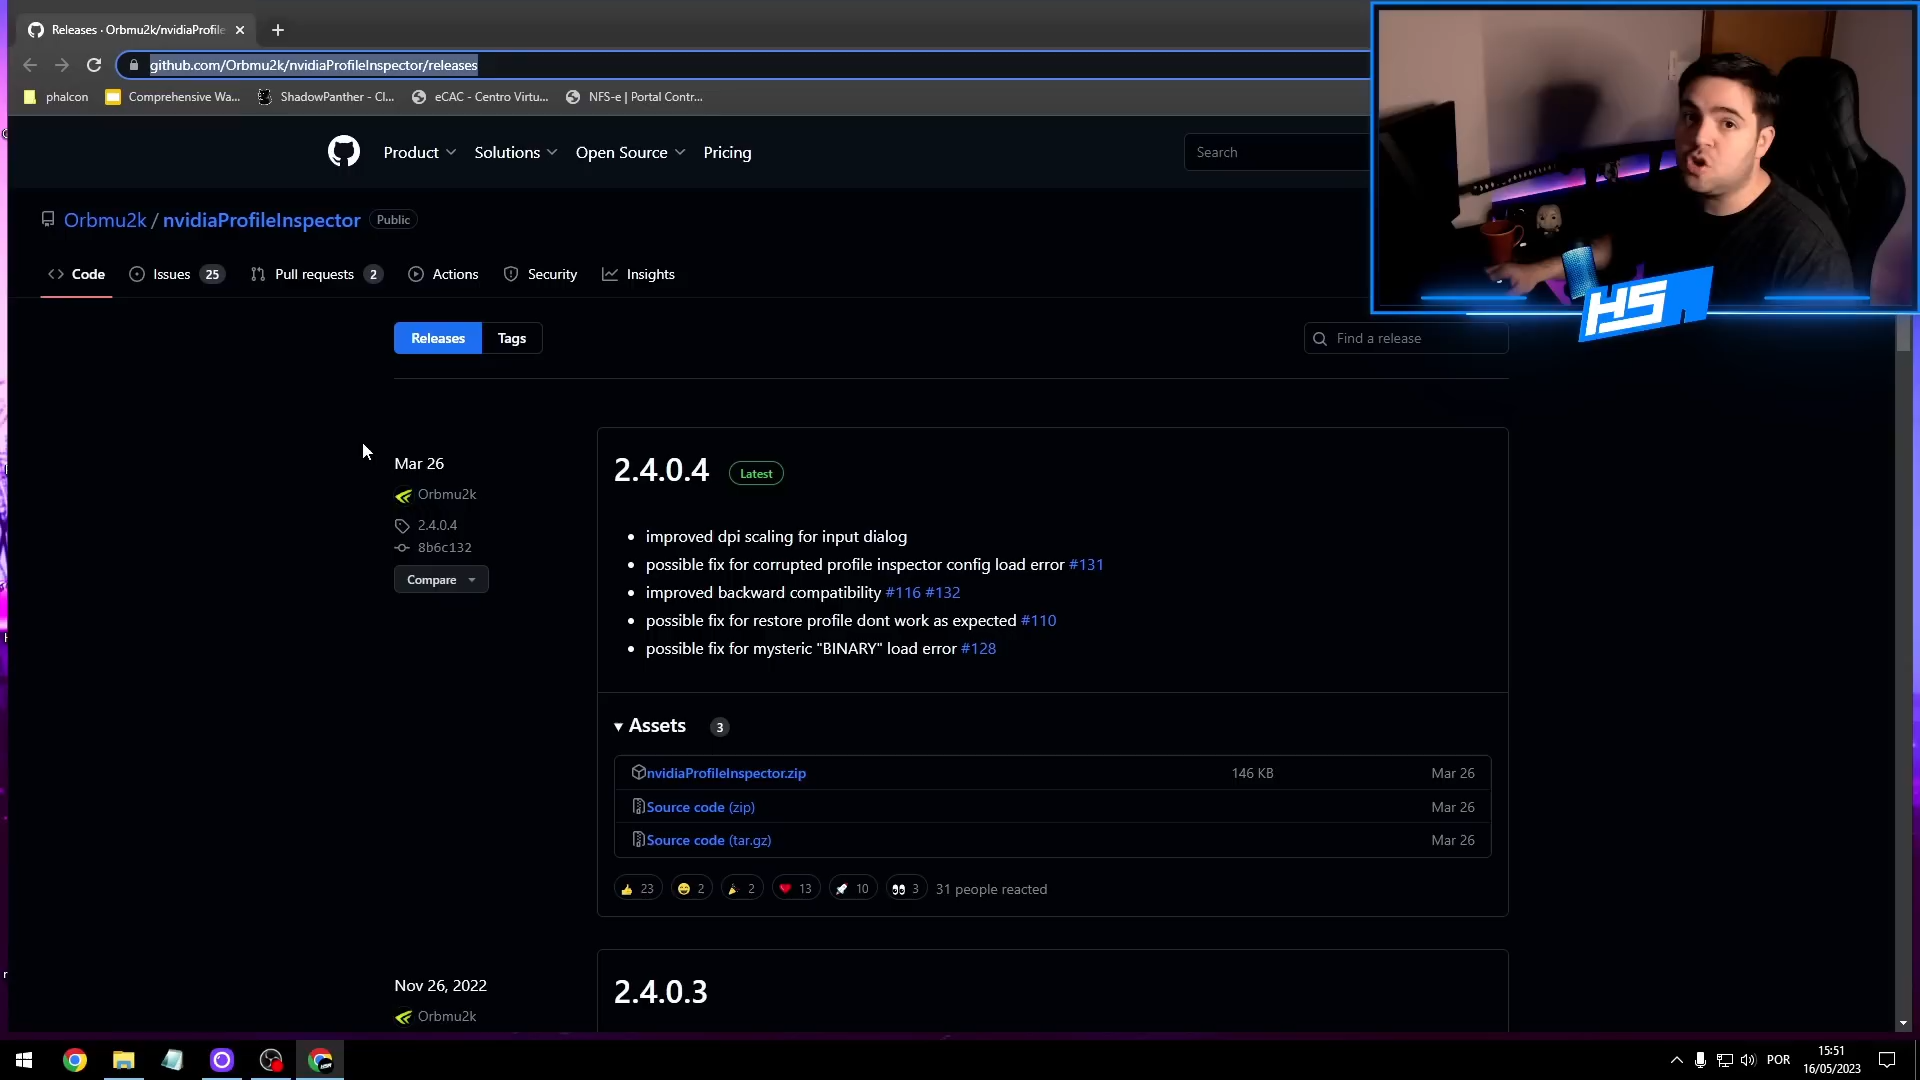 Releases · Orbmu2k/nvidiaProfile
github.com/Orbmu2k/nvidiaProfileInspector/releases
phalcon
Comprehensive Wa...
ShadowPanther - Cl...
eCAC - Centro Virtu...
NFS-e | Portal Contr...
Product
Solutions
Open Source
Pricing
Search
Orbmu2k / nvidiaProfileInspector Public
Code
Issues 25
Pull requests 2
Actions
Security
Insights
Releases
Tags
Find a release
Mar 26
Orbmu2k
2.4.0.4
8b6c132
Compare
2.4.0.4 Latest
improved dpi scaling for input dialog
possible fix for corrupted profile inspector config load error #131
improved backward compatibility #116 #132
possible fix for restore profile dont work as expected #110
possible fix for mysteric "BINARY" load error #128
Assets 3
nvidiaProfileInspector.zip 146 KB Mar 26
Source code (zip) Mar 26
Source code (tar.gz) Mar 26
23 2 2 13 10 3 31 people reacted
Nov 26, 2022
Orbmu2k
2.4.0.3
POR
15:51
16/05/2023